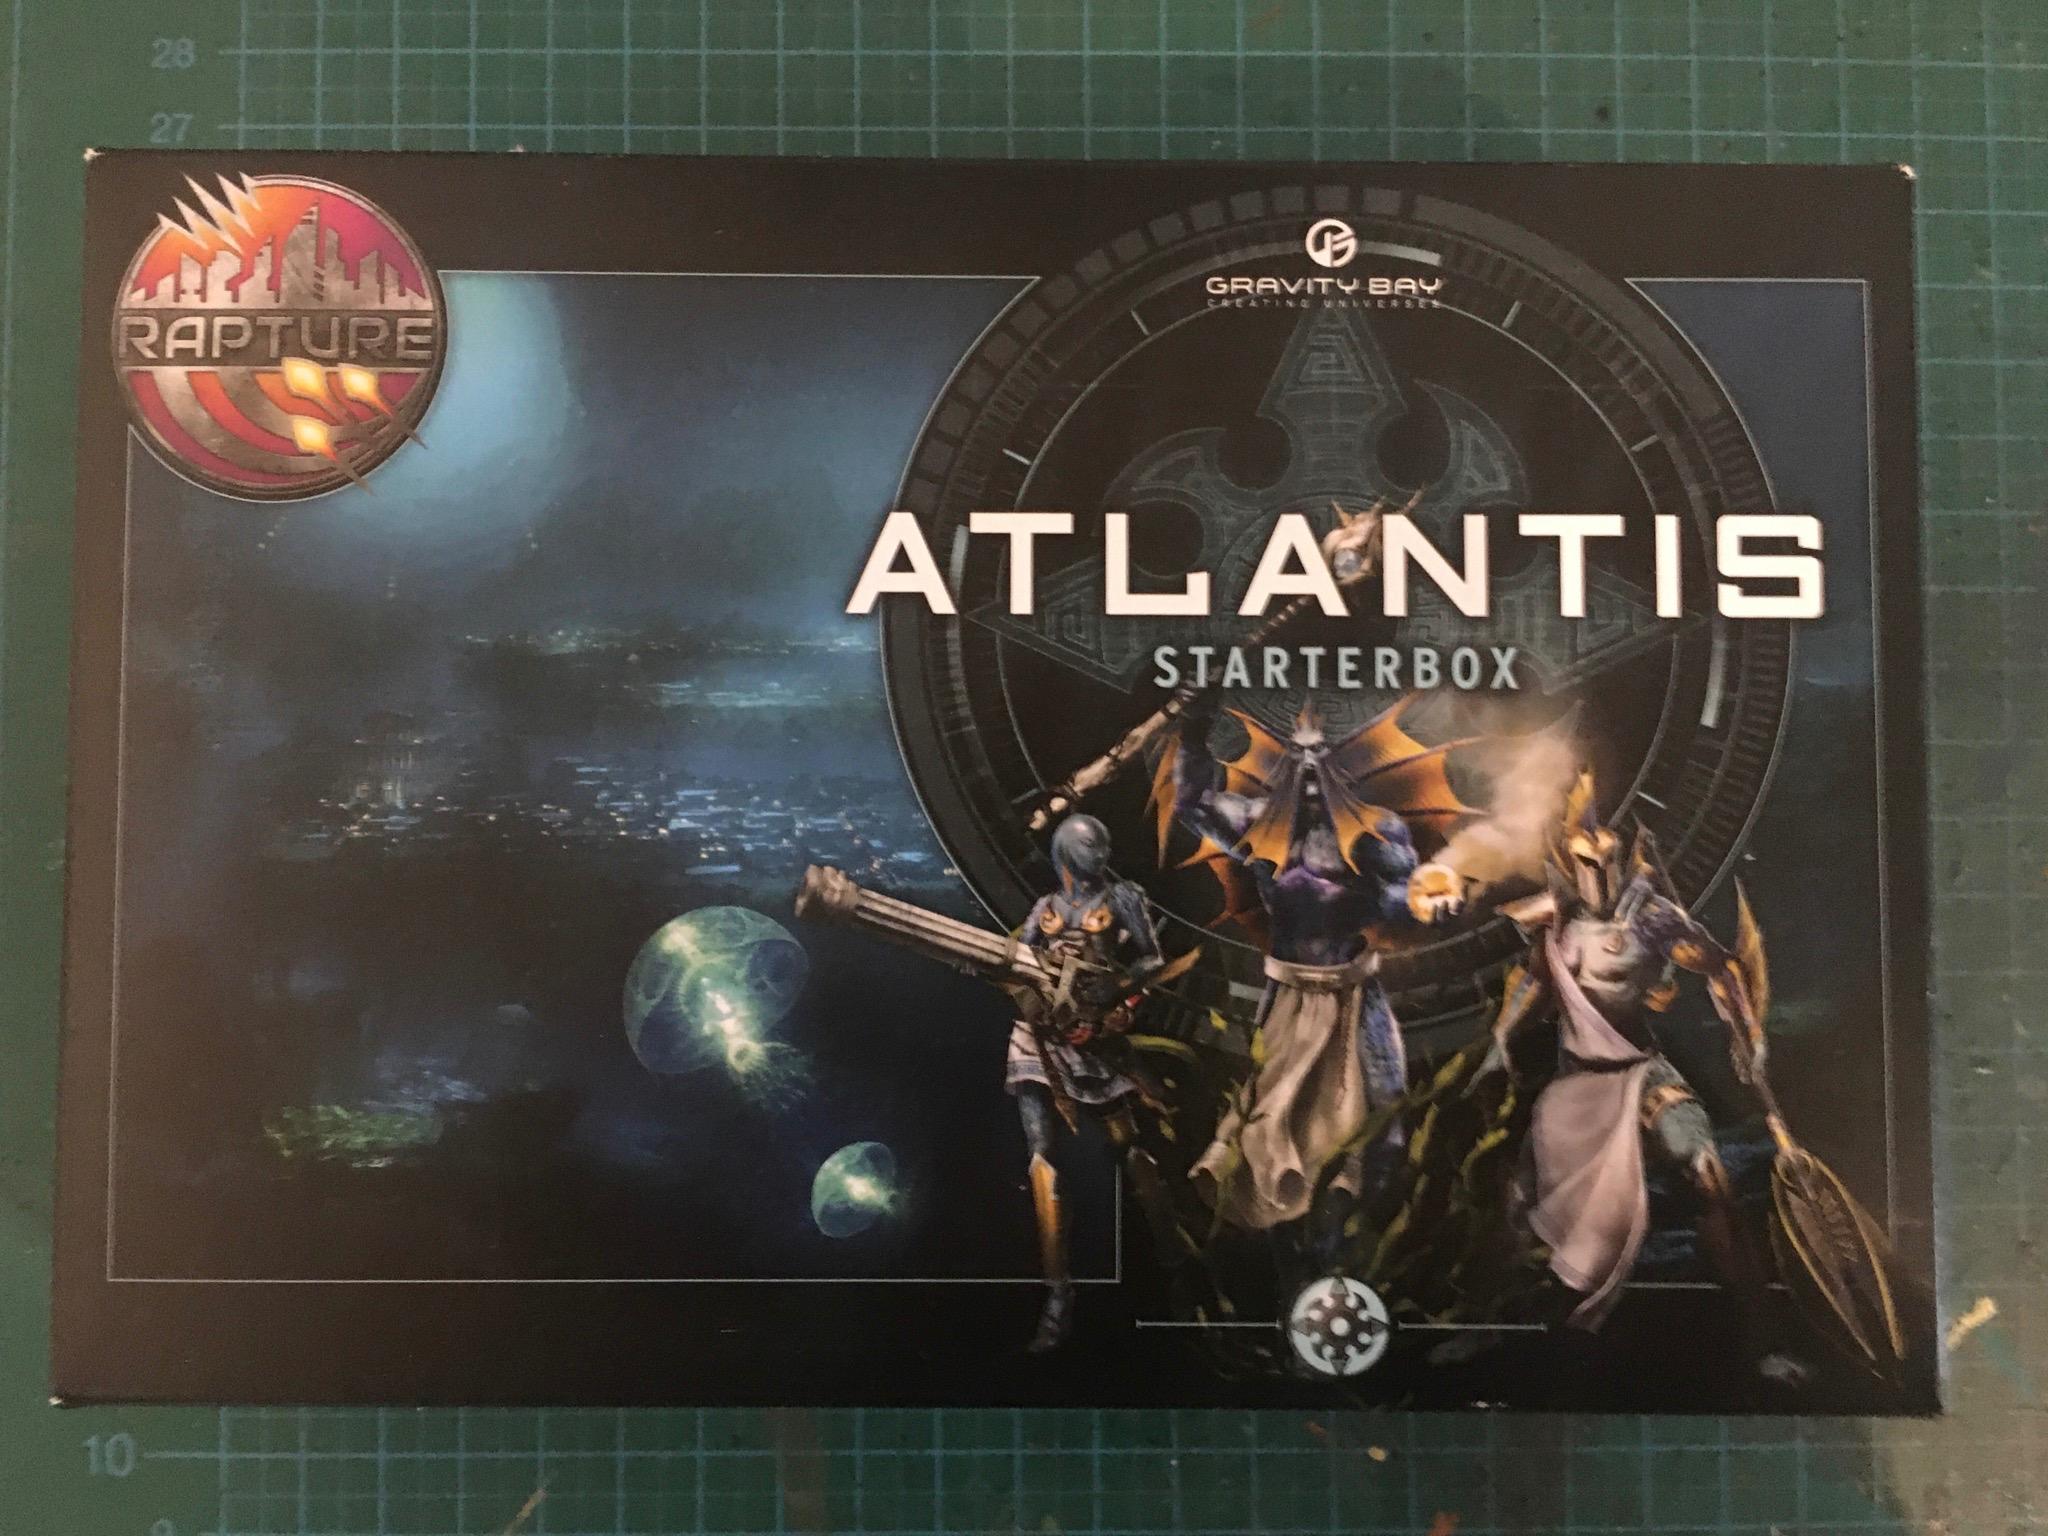 28
27
RAPTURE
GRAVITY BAY
CREATING UNIVERSES
ATLANTIS
STARTERBOX
10